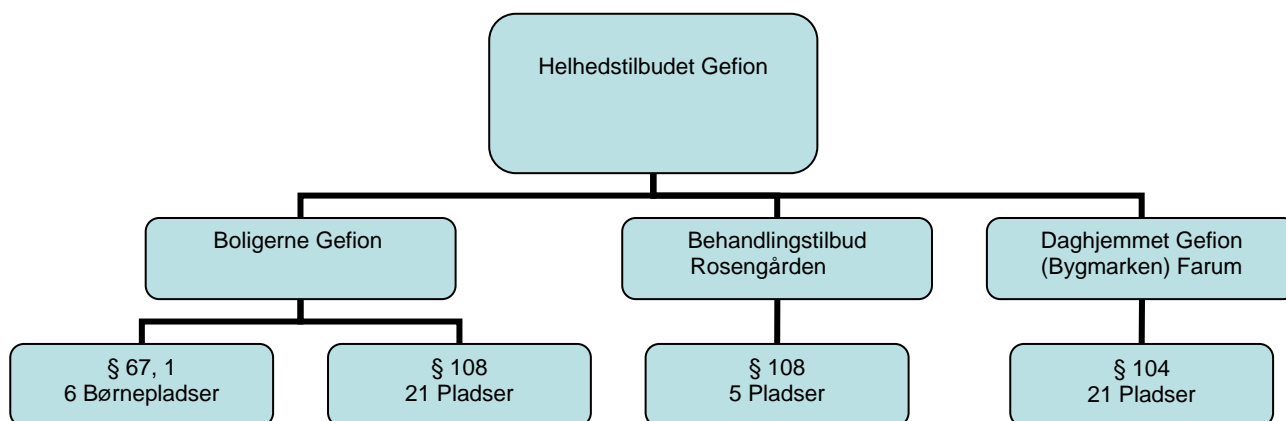 Helhedstilbudet Gefion
Boligerne Gefion
Behandlingstilbud
Rosengården
Daghjemmet Gefion
(Bygmarken) Farum
§ 67, 1
6 Børnepladser
§ 108
21 Pladser
§ 108
5 Pladser
§ 104
21 Pladser